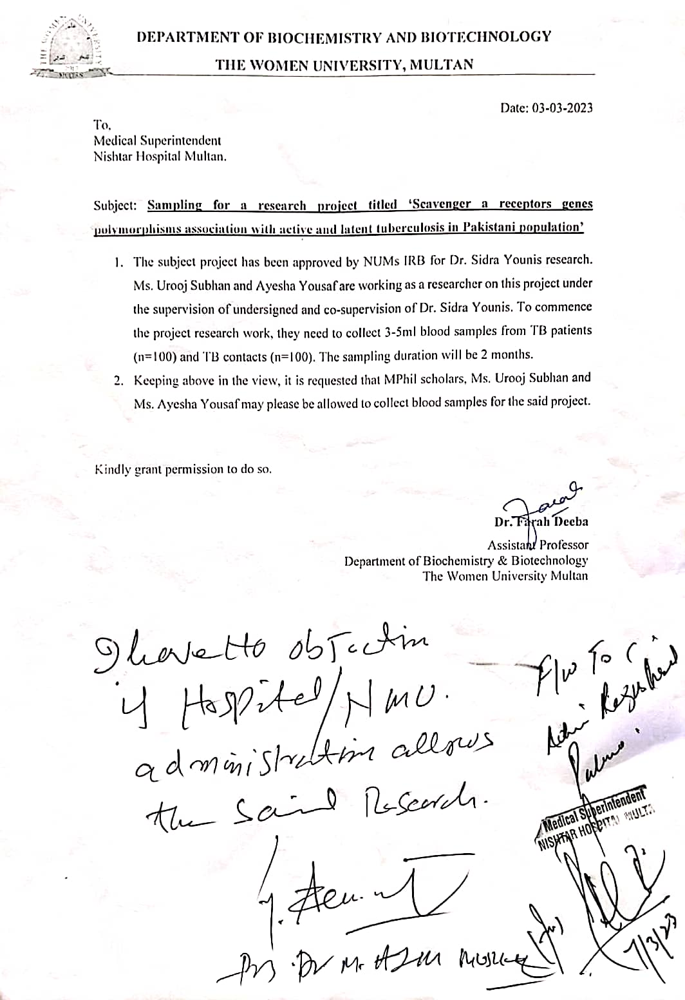 THE WOMEN UNIVERSITY
MULTAN
DEPARTMENT OF BIOCHEMISTRY AND BIOTECHNOLOGY
THE WOMEN UNIVERSITY, MULTAN
Date: 03-03-2023
To,
Medical Superintendent
Nishtar Hospital Multan.
Subject: Sampling for a research project titled ‘Scavenger a receptors genes
polymorphisms association with active and latent tuberculosis in Pakistani population’
1. The subject project has been approved by NUMs IRB for Dr. Sidra Younis research.
Ms. Urooj Subhan and Ayesha Yousaf are working as a researcher on this project under
the supervision of undersigned and co-supervision of Dr. Sidra Younis. To commence
the project research work, they need to collect 3-5ml blood samples from TB patients
(n=100) and TB contacts (n=100). The sampling duration will be 2 months.
2. Keeping above in the view, it is requested that MPhil scholars, Ms. Urooj Subhan and
Ms. Ayesha Yousaf may please be allowed to collect blood samples for the said project.
Kindly grant permission to do so.
Dr. Farah Deeba
Assistant Professor
Department of Biochemistry & Biotechnology
The Women University Multan
I have
if Hospital/NMU.
administration allows
the said Research.
F/w To
Medical Superintendent
NISHTAR HOSPITAL MULTA
7/3/23